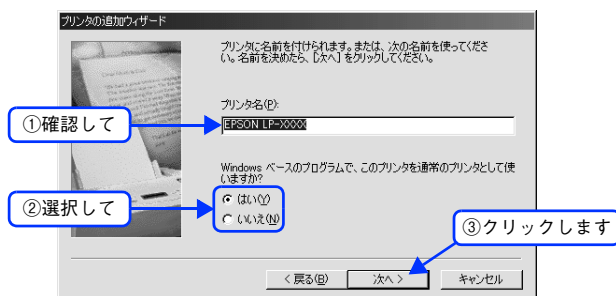 プリンタの追加ウィザード
プリンタに名前を付けられます。または、次の名前を使ってくださ
い。名前を決めたら、[次へ] をクリックしてください。
プリンタ名(P):
①確認して
EPSON LP-XXXX
Windows ベースのプログラムで、このプリンタを通常のプリンタとして使
いますか?
②選択して
はい(Y)
いいえ(N)
③クリックします
< 戻る(B)
次へ >
キャンセル